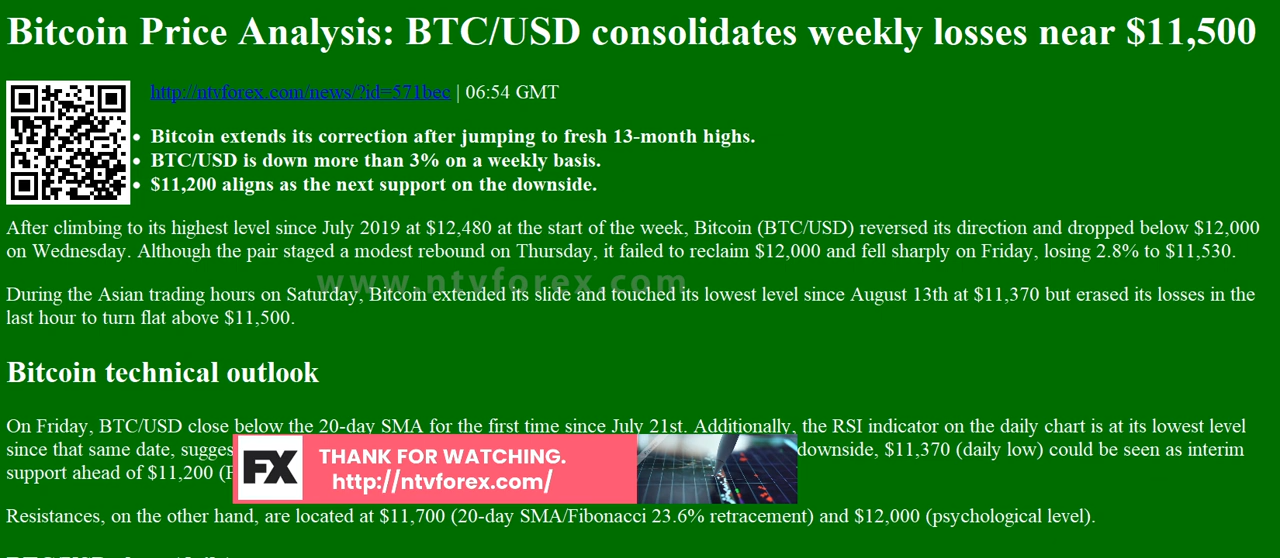 Bitcoin Price Analysis: BTC/USD consolidates weekly losses near $11,500
http://ntvforex.com/news/?id=571bec | 06:54 GMT
• Bitcoin extends its correction after jumping to fresh 13-month highs.
• BTC/USD is down more than 3% on a weekly basis.
• $11,200 aligns as the next support on the downside.
After climbing to its highest level since July 2019 at $12,480 at the start of the week, Bitcoin (BTC/USD) reversed its direction and dropped below $12,000
on Wednesday. Although the pair staged a modest rebound on Thursday, it failed to reclaim $12,000 and fell sharply on Friday, losing 2.8% to $11,530.
www.ntvforex.com
During the Asian trading hours on Saturday, Bitcoin extended its slide and touched its lowest level since August 13th at $11,370 but erased its losses in the
last hour to turn flat above $11,500.
Bitcoin technical outlook
On Friday, BTC/USD close below the 20-day SMA for the first time since July 21st. Additionally, the RSI indicator on the daily chart is at its lowest level
since that same date, sugges downside, $11,370 (daily low) could be seen as interim
support ahead of $11,200 (F
FX
THANK FOR WATCHING.
http://ntvforex.com/
Resistances, on the other hand, are located at $11,700 (20-day SMA/Fibonacci 23.6% retracement) and $12,000 (psychological level).